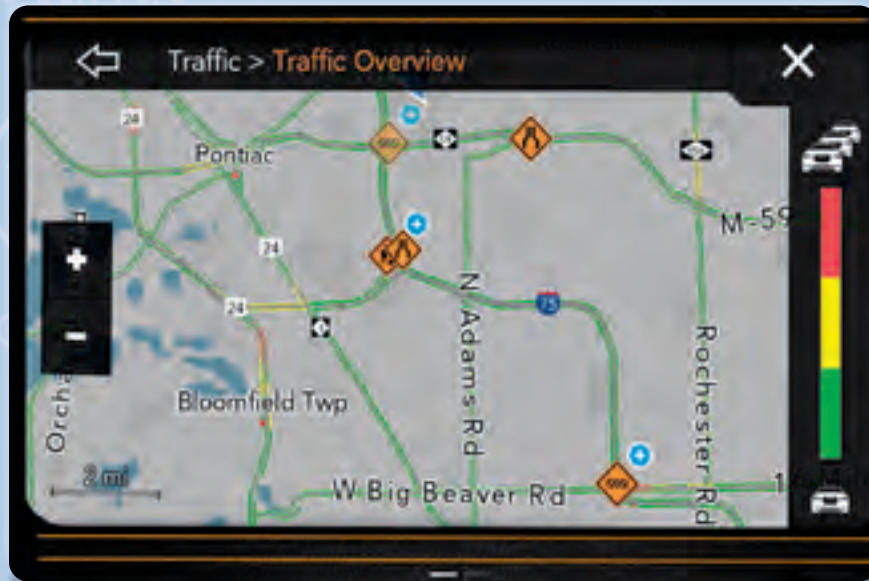 Traffic > Traffic Overview
24
Pontiac
M-59
24
75
24
N Adams Rd
Rochester Rd
Bloomfield Twp
2 mi
W Big Beaver Rd